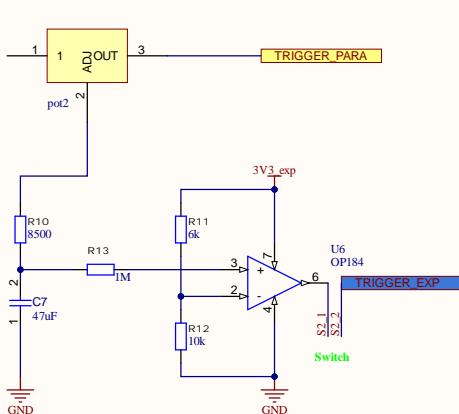 1
1
ADJ
OUT
3
TRIGGER_PARA
2
pot2
3V3_exp
R10
8500
R13
1M
R11
6k
3
+
7
U6
OP184
6
TRIGGER_EXP
2
-
4
2
C7
1
47uF
R12
10k
S2_1
S2_2
Switch
GND
GND